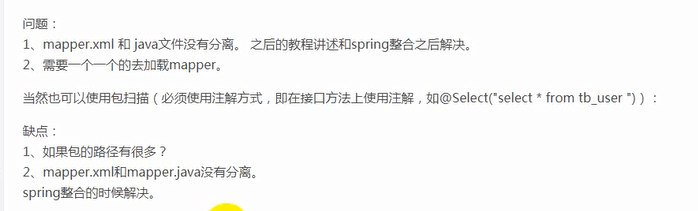 问题：
1、mapper.xml 和 java文件没有分离。 之后的教程讲述和spring整合之后解决。
2、需要一个一个的去加载mapper。
当然也可以使用包扫描（必须使用注解方式，即在接口方法上使用注解，如@Select("select * from tb_user ")）：
缺点：
1、如果包的路径有很多？
2、mapper.xml和mapper.java没有分离。
spring整合的时候解决。